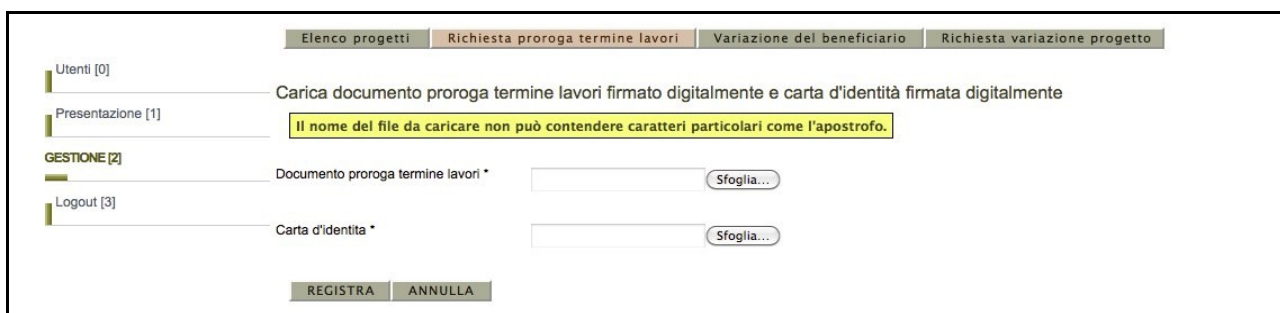 Elenco progetti Richiesta proroga termine lavori Variazione del beneficiario Richiesta variazione progetto
Utenti [0]
Presentazione [1]
GESTIONE [2]
Logout [3]
Carica documento proroga termine lavori firmato digitalmente e carta d'identità firmata digitalmente
Il nome del file da caricare non può contendere caratteri particolari come l'apostrofo.
Documento proroga termine lavori * Sfoglia...
Carta d'identita * Sfoglia...
REGISTRA ANNULLA